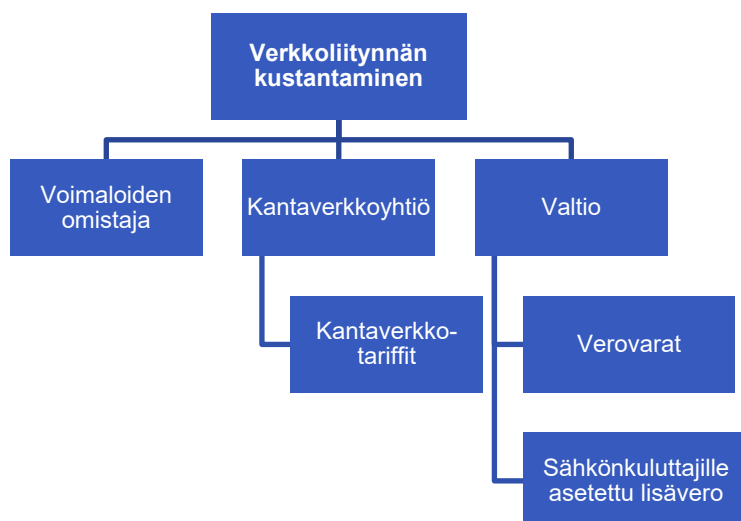 Verkkoliitynnän
kustantaminen
Voimaloiden
omistaja
Kantaverkkoyhtiö
Valtio
Kantaverkko-
tariffit
Verovarat
Sähkönkuluttajille
asetettu lisävero